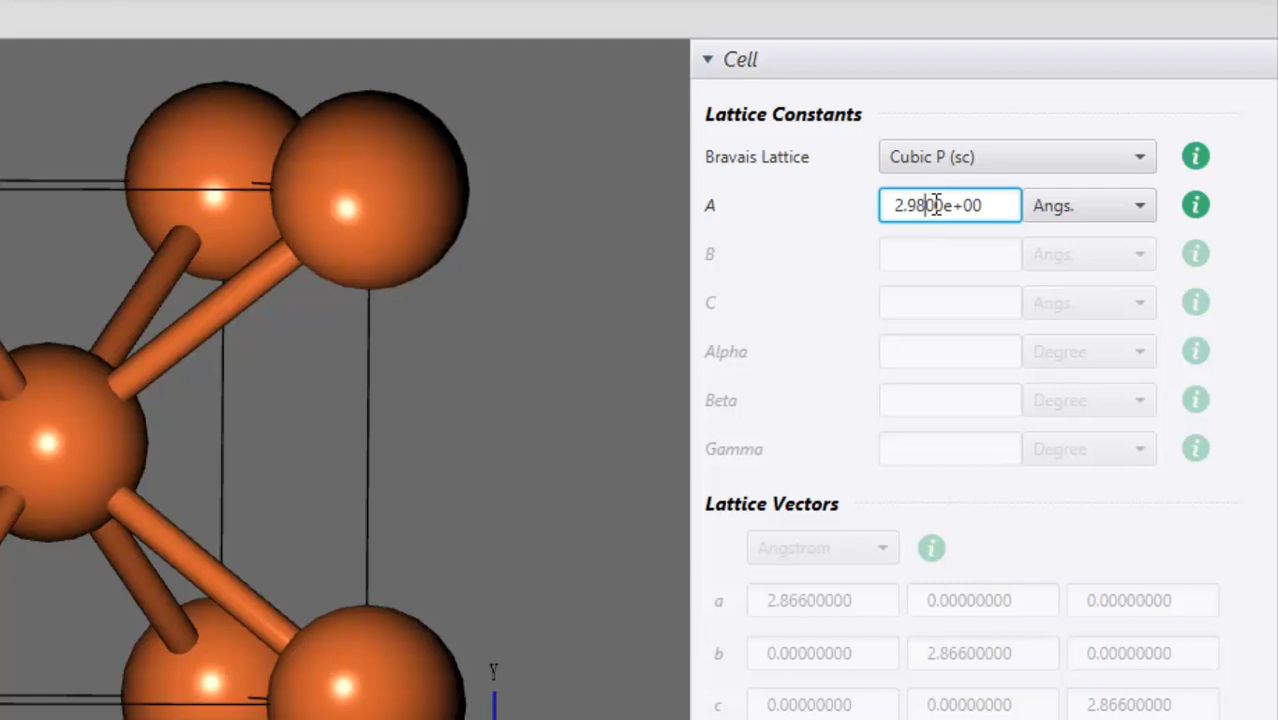 Cell
Lattice Constants
Bravais Lattice Cubic P (sc) i
A 2.9800e+00 Angs. i
B Angs. i
C Angs. i
Alpha Degree i
Beta Degree i
Gamma Degree i
Lattice Vectors
Angstrom i
a 2.86600000 0.00000000 0.00000000
b 0.00000000 2.86600000 0.00000000
c 0.00000000 0.00000000 2.86600000
Y